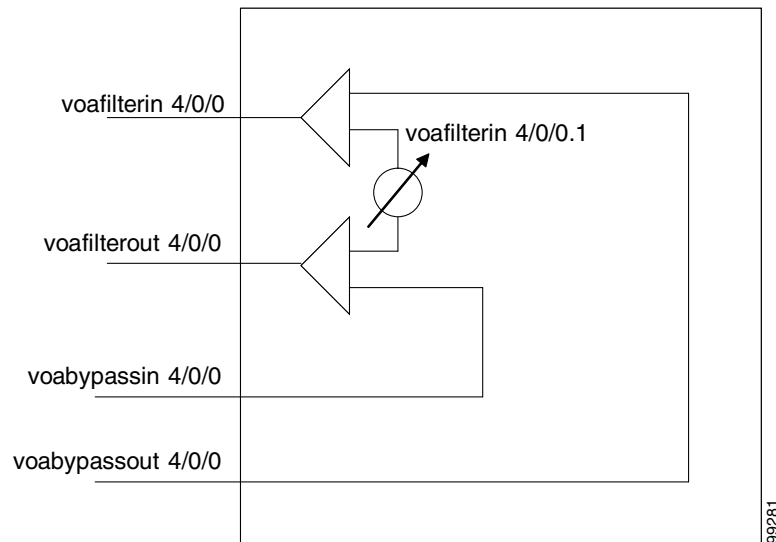 voafilterin 4/0/0
voafilterin 4/0/0.1
voafilterout 4/0/0
voabypassin 4/0/0
voabypassout 4/0/0
99281